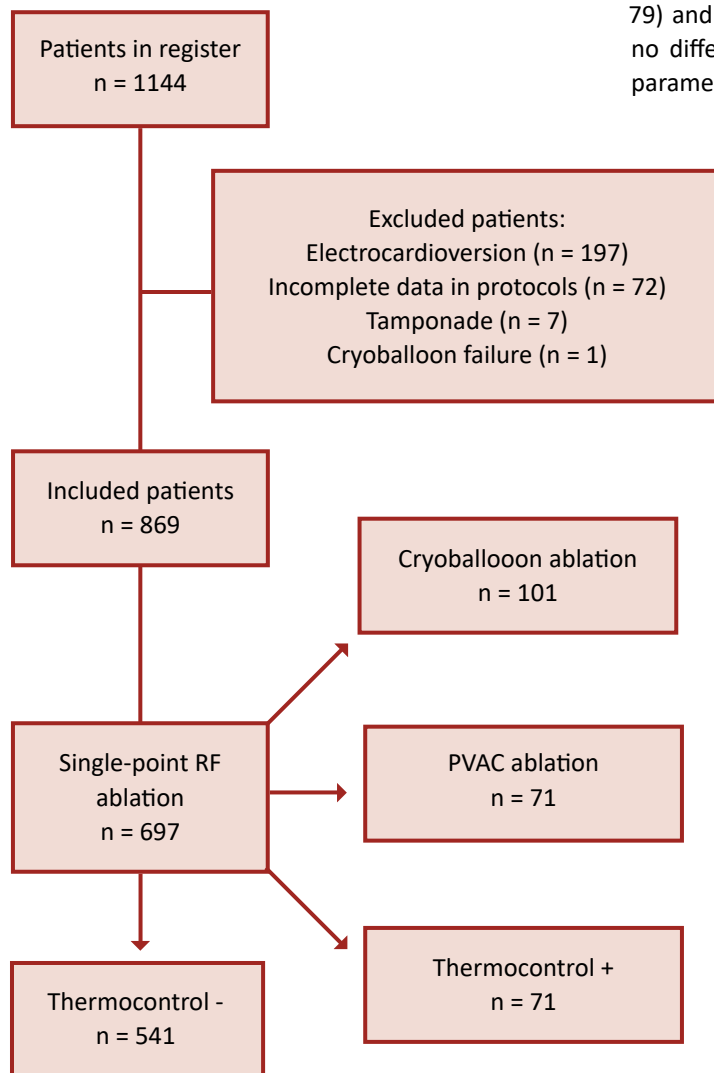 79) and
no diffe
parame
Patients in register
n = 1144
Excluded patients:
Electrocardioversion (n = 197)
Incomplete data in protocols (n = 72)
Tamponade (n = 7)
Cryoballoon failure (n = 1)
Included patients
n = 869
Cryoballooon ablation
n = 101
Single-point RF
ablation
n = 697
PVAC ablation
n = 71
Thermocontrol +
n = 71
Thermocontrol -
n = 541